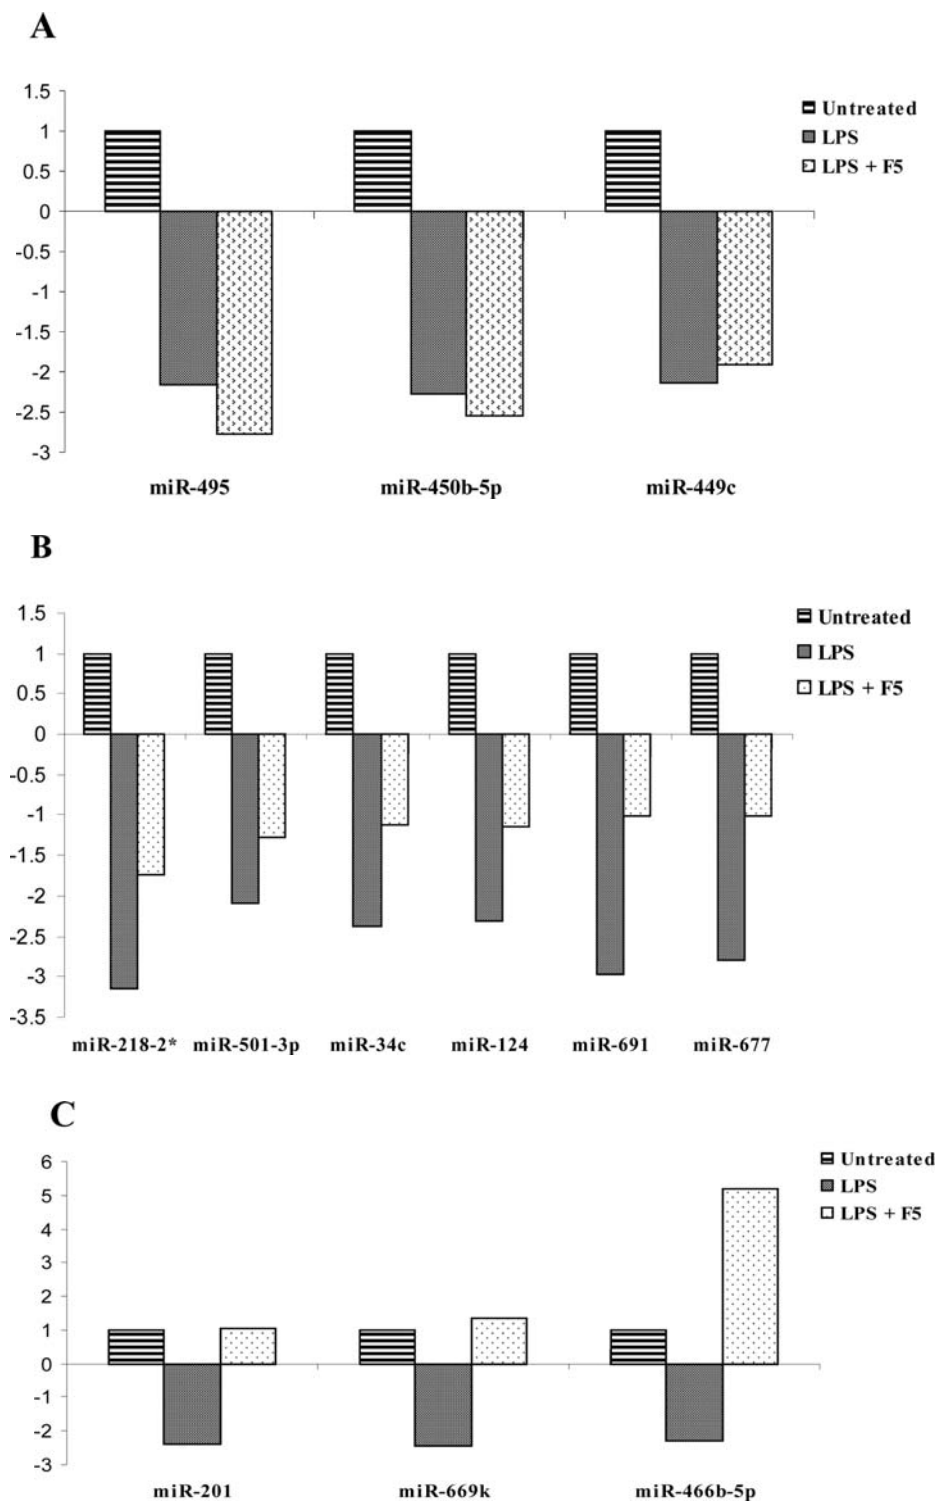 A
1.5
1
0.5
0
-0.5
-1
-1.5
-2
-2.5
-3
Untreated
LPS
LPS + F5
miR-495 miR-450b-5p miR-449c
B
1.5
1
0.5
0
-0.5
-1
-1.5
-2
-2.5
-3
-3.5
Untreated
LPS
LPS + F5
miR-218-2* miR-501-3p miR-34c miR-124 miR-691 miR-677
C
6
5
4
3
2
1
0
-1
-2
-3
Untreated
LPS
LPS + F5
miR-201 miR-669k miR-466b-5p